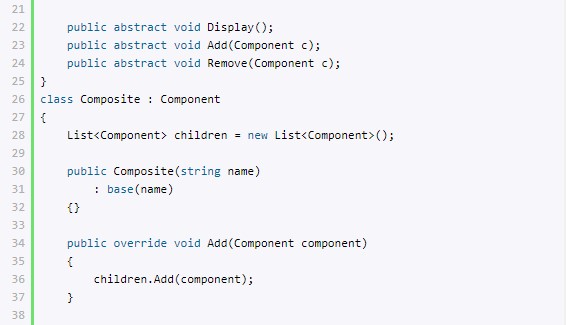 21
22 public abstract void Display();
23 public abstract void Add(Component c);
24 public abstract void Remove(Component c);
25 }
26 class Composite : Component
27 {
28 List<Component> children = new List<Component>();
29
30 public Composite(string name)
31 : base(name)
32 {}
33
34 public override void Add(Component component)
35 {
36 children.Add(component);
37 }
38